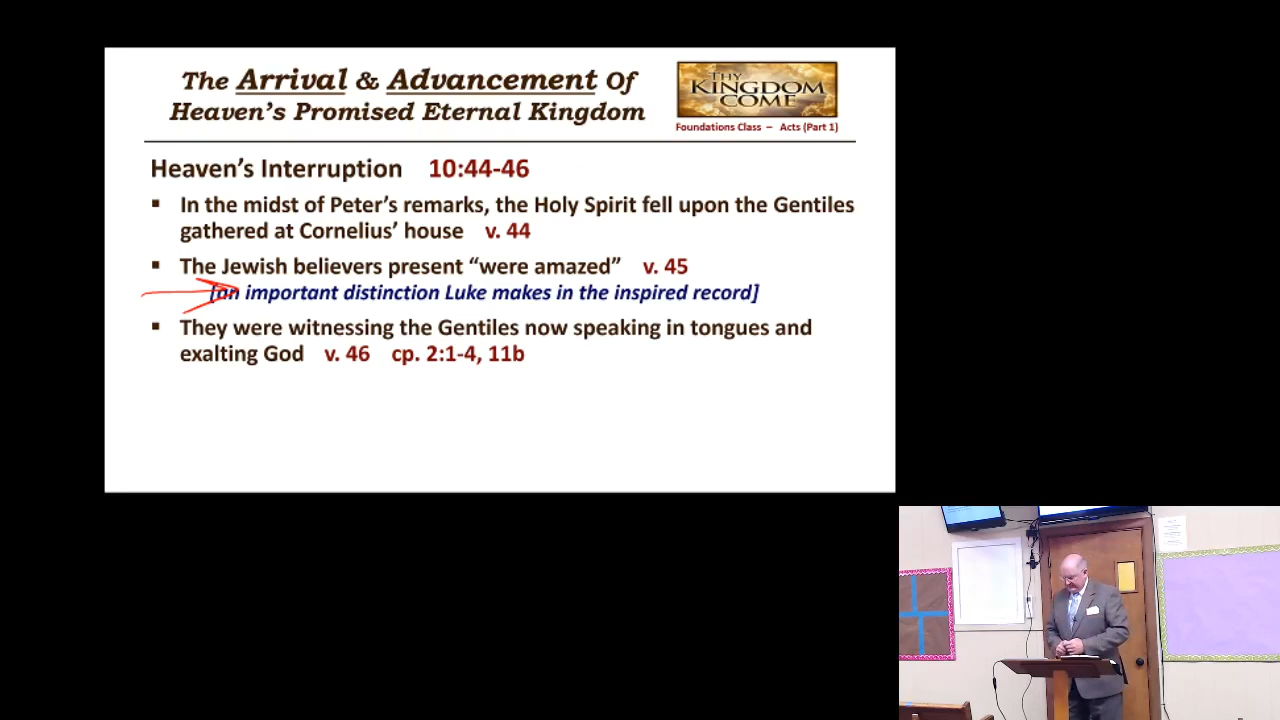 The Arrival & Advancement Of
Heaven's Promised Eternal Kingdom
THY
KINGDOM
COME
Foundations Class – Acts (Part 1)
Heaven's Interruption 10:44-46
▪ In the midst of Peter's remarks, the Holy Spirit fell upon the Gentiles
gathered at Cornelius' house v. 44
▪ The Jewish believers present “were amazed” v. 45
[an important distinction Luke makes in the inspired record]
▪ They were witnessing the Gentiles now speaking in tongues and
exalting God v. 46 cp. 2:1-4, 11b